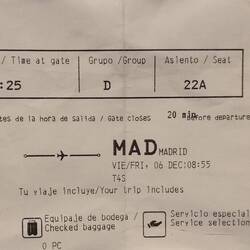 / Time at gate Grupo /Group Asiento / Seat
:25 D 22A
20 min
tes de la hora de salida / Gate closes Before departure
MAD MADRID
VIE/FRI, 06 DEC:08:55
T4S
Tu viaje incluye/Your trip includes
Equipaje de bodega / Servicio especial
Checked baggage Service selection
0 PC